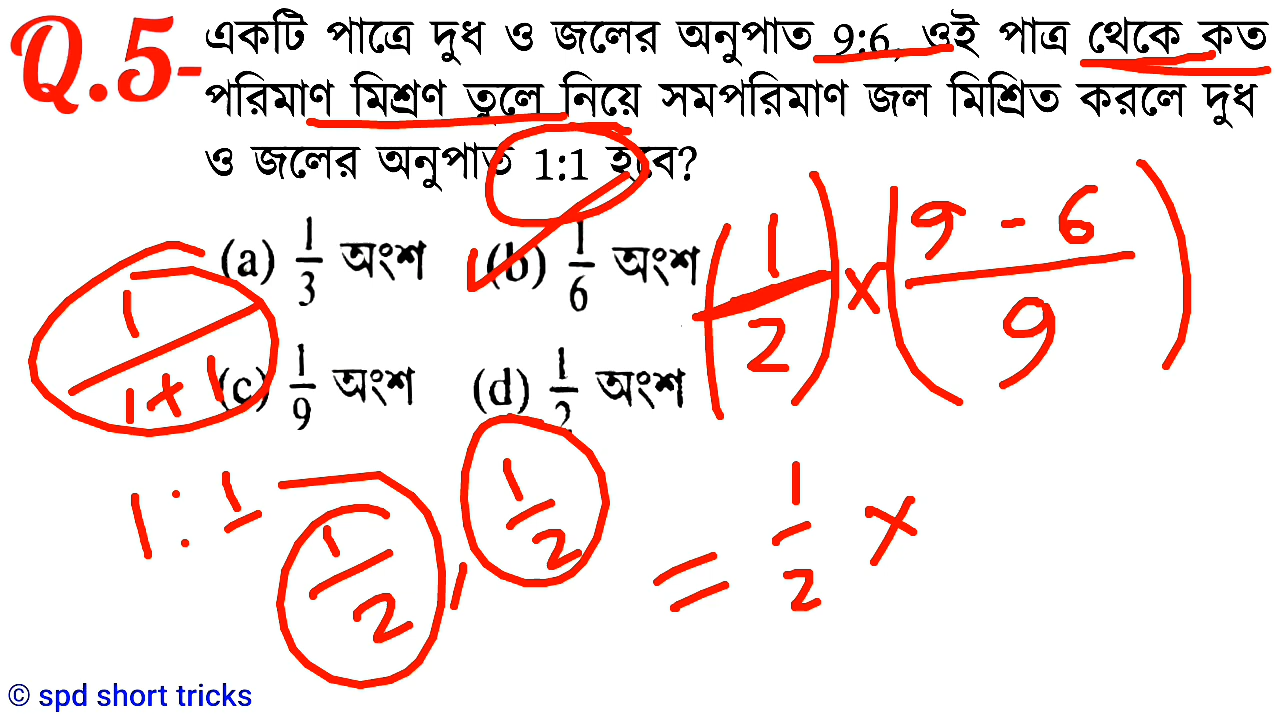 Q.5- একটি পাত্রে দুধ ও জলের অনুপাত 9:6, ওই পাত্র থেকে কত
পরিমাণ মিশ্রণ তুলে নিয়ে সমপরিমাণ জল মিশ্রিত করলে দুধ
ও জলের অনুপাত 1:1 হবে?
(a) 1/3 অংশ (b) 1/6 অংশ
(c) 1/9 অংশ (d) 1/2 অংশ
(1/2) × (9 - 6 / 9)
1 / 1+1
1:1 1/2, 1/2 = 1/2 ×
© spd short tricks